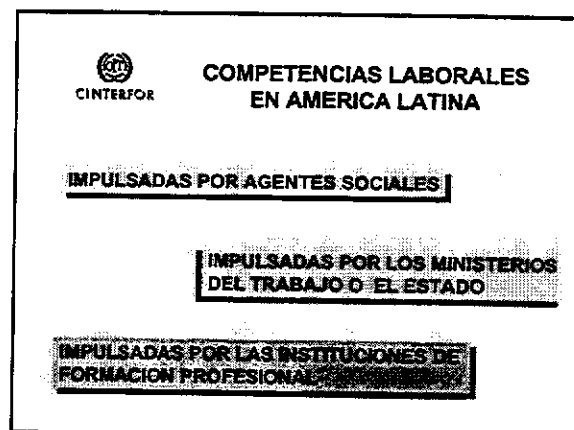 CINTERFOR
COMPETENCIAS LABORALES
EN AMERICA LATINA
IMPULSADAS POR AGENTES SOCIALES
IMPULSADAS POR LOS MINISTERIOS
DEL TRABAJO O EL ESTADO
IMPULSADAS POR LAS INSTITUCIONES DE
FORMACION PROFESIONAL